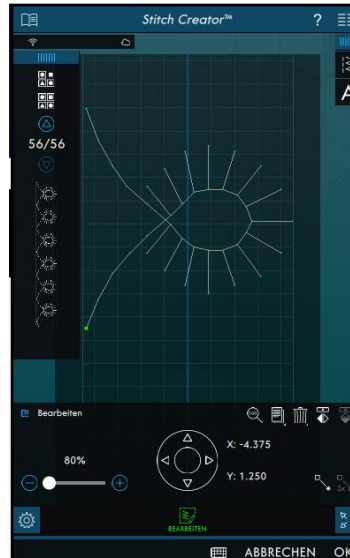 Stitch Creator™
?
A
56/56
Bearbeiten
X: -4.375
80%
Y: 1.250
BEARBEITEN
ABBRECHEN
OK